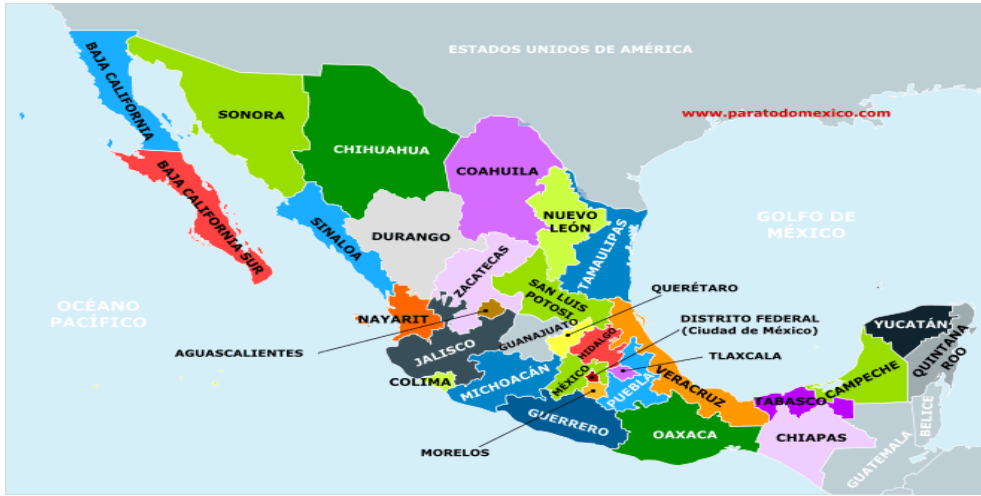 ESTADOS UNIDOS DE AMÉRICA
BAJA CALIFORNIA
SONORA
www.paratodomexico.com
CHIHUAHUA
COAHUILA
BAJA CALIFORNIA SUR
SINALOA
NUEVO
LEÓN
GOLFO DE
MÉXICO
DURANGO
TAMAULIPAS
ZACATECAS
SAN LUIS
POTOSI
QUERÉTARO
OCÉANO
PACÍFICO
NAYARIT
DISTRITO FEDERAL
(Ciudad de México)
YUCATÁN
QUINTANA
ROO
GUANAJUATO
HIDALGO
AGUASCALIENTES
JALISCO
TLAXCALA
COLIMA
MICHOACÁN
MEXICO
PUEBLA
VERACRUZ
TABASCO
CAMPECHE
GUERRERO
OAXACA
CHIAPAS
BELICE
MORELOS
GUATEMALA